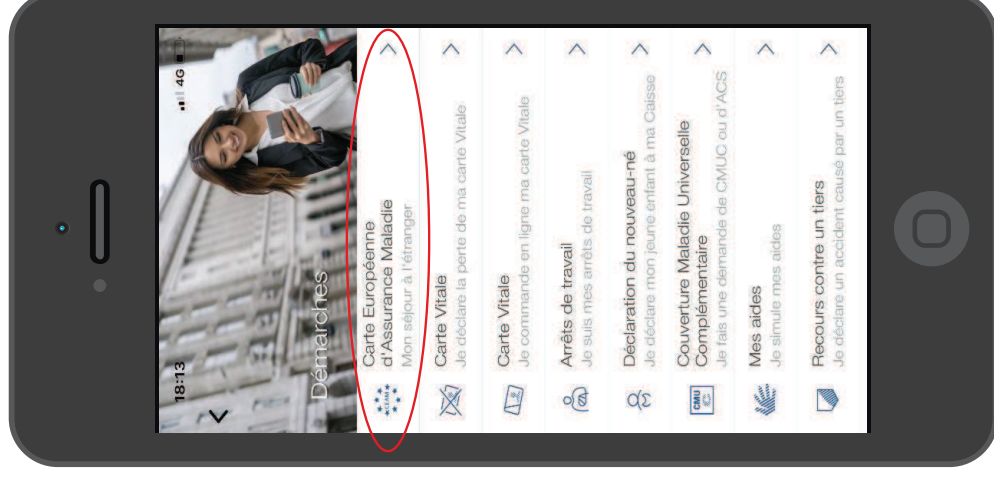 18:13
4G
Démarches
CEAM
Carte Européenne
d'Assurance Maladie
Mon séjour à l'étranger
Carte Vitale
Je déclare la perte de ma carte Vitale
Carte Vitale
Je commande en ligne ma carte Vitale
Arrêts de travail
Je suis mes arrêts de travail
Déclaration du nouveau-né
Je déclare mon jeune enfant à ma Caisse
CMU
C
Couverture Maladie Universelle
Complémentaire
Je fais une demande de CMUC ou d'ACS
Mes aides
Je simule mes aides
Recours contre un tiers
Je déclare un accident causé par un tiers